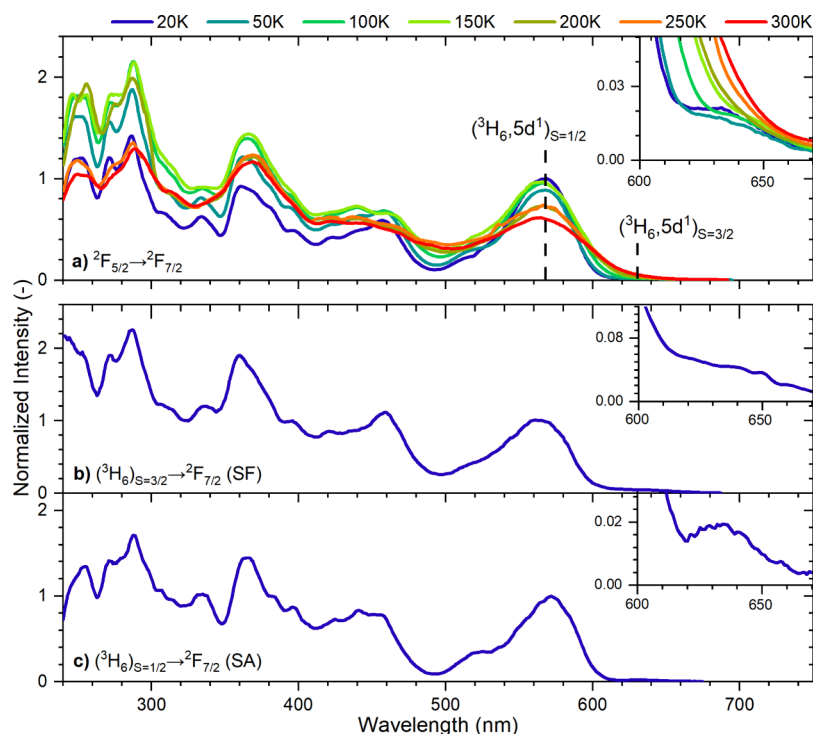 20K 50K 100K 150K 200K 250K 300K
2
1
0
(³H₆,5d¹)S=1/2
(³H₆,5d¹)S=3/2
0.03
0.00
600 650
a) ²F₅/₂→²F₇/₂
Normalized Intensity (-)
2
1
0
0.08
0.00
600 650
b) (³H₆)S=3/2→²F₇/₂ (SF)
2
1
0
0.02
0.00
600 650
c) (³H₆)S=1/2→²F₇/₂ (SA)
300 400 500 600 700
Wavelength (nm)